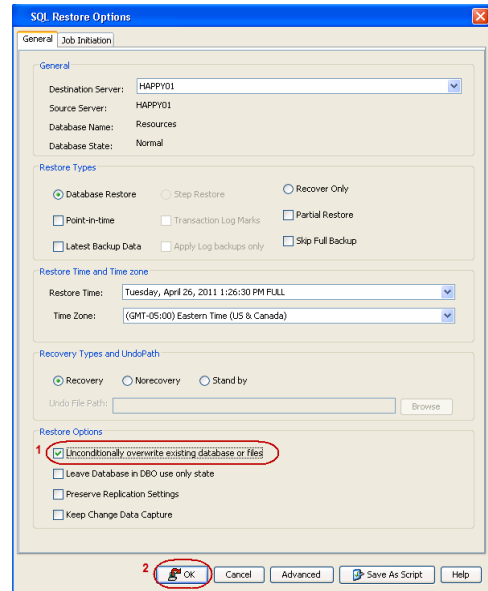 SQL Restore Options
General Job Initiation
General
Destination Server: HAPPY01
Source Server: HAPPY01
Database Name: Resources
Database State: Normal
Restore Types
Database Restore Step Restore Recover Only
Point-in-time Transaction Log Marks Partial Restore
Latest Backup Data Apply Log backups only Skip Full Backup
Restore Time and Time zone
Restore Time: Tuesday, April 26, 2011 1:26:30 PM FULL
Time Zone: (GMT-05:00) Eastern Time (US & Canada)
Recovery Types and UndoPath
Recovery Norecovery Stand by
Undo File Path: Browse
Restore Options
1 Unconditionally overwrite existing database or files
Leave Database in DBO use only state
Preserve Replication Settings
Keep Change Data Capture
2 OK Cancel Advanced Save As Script Help